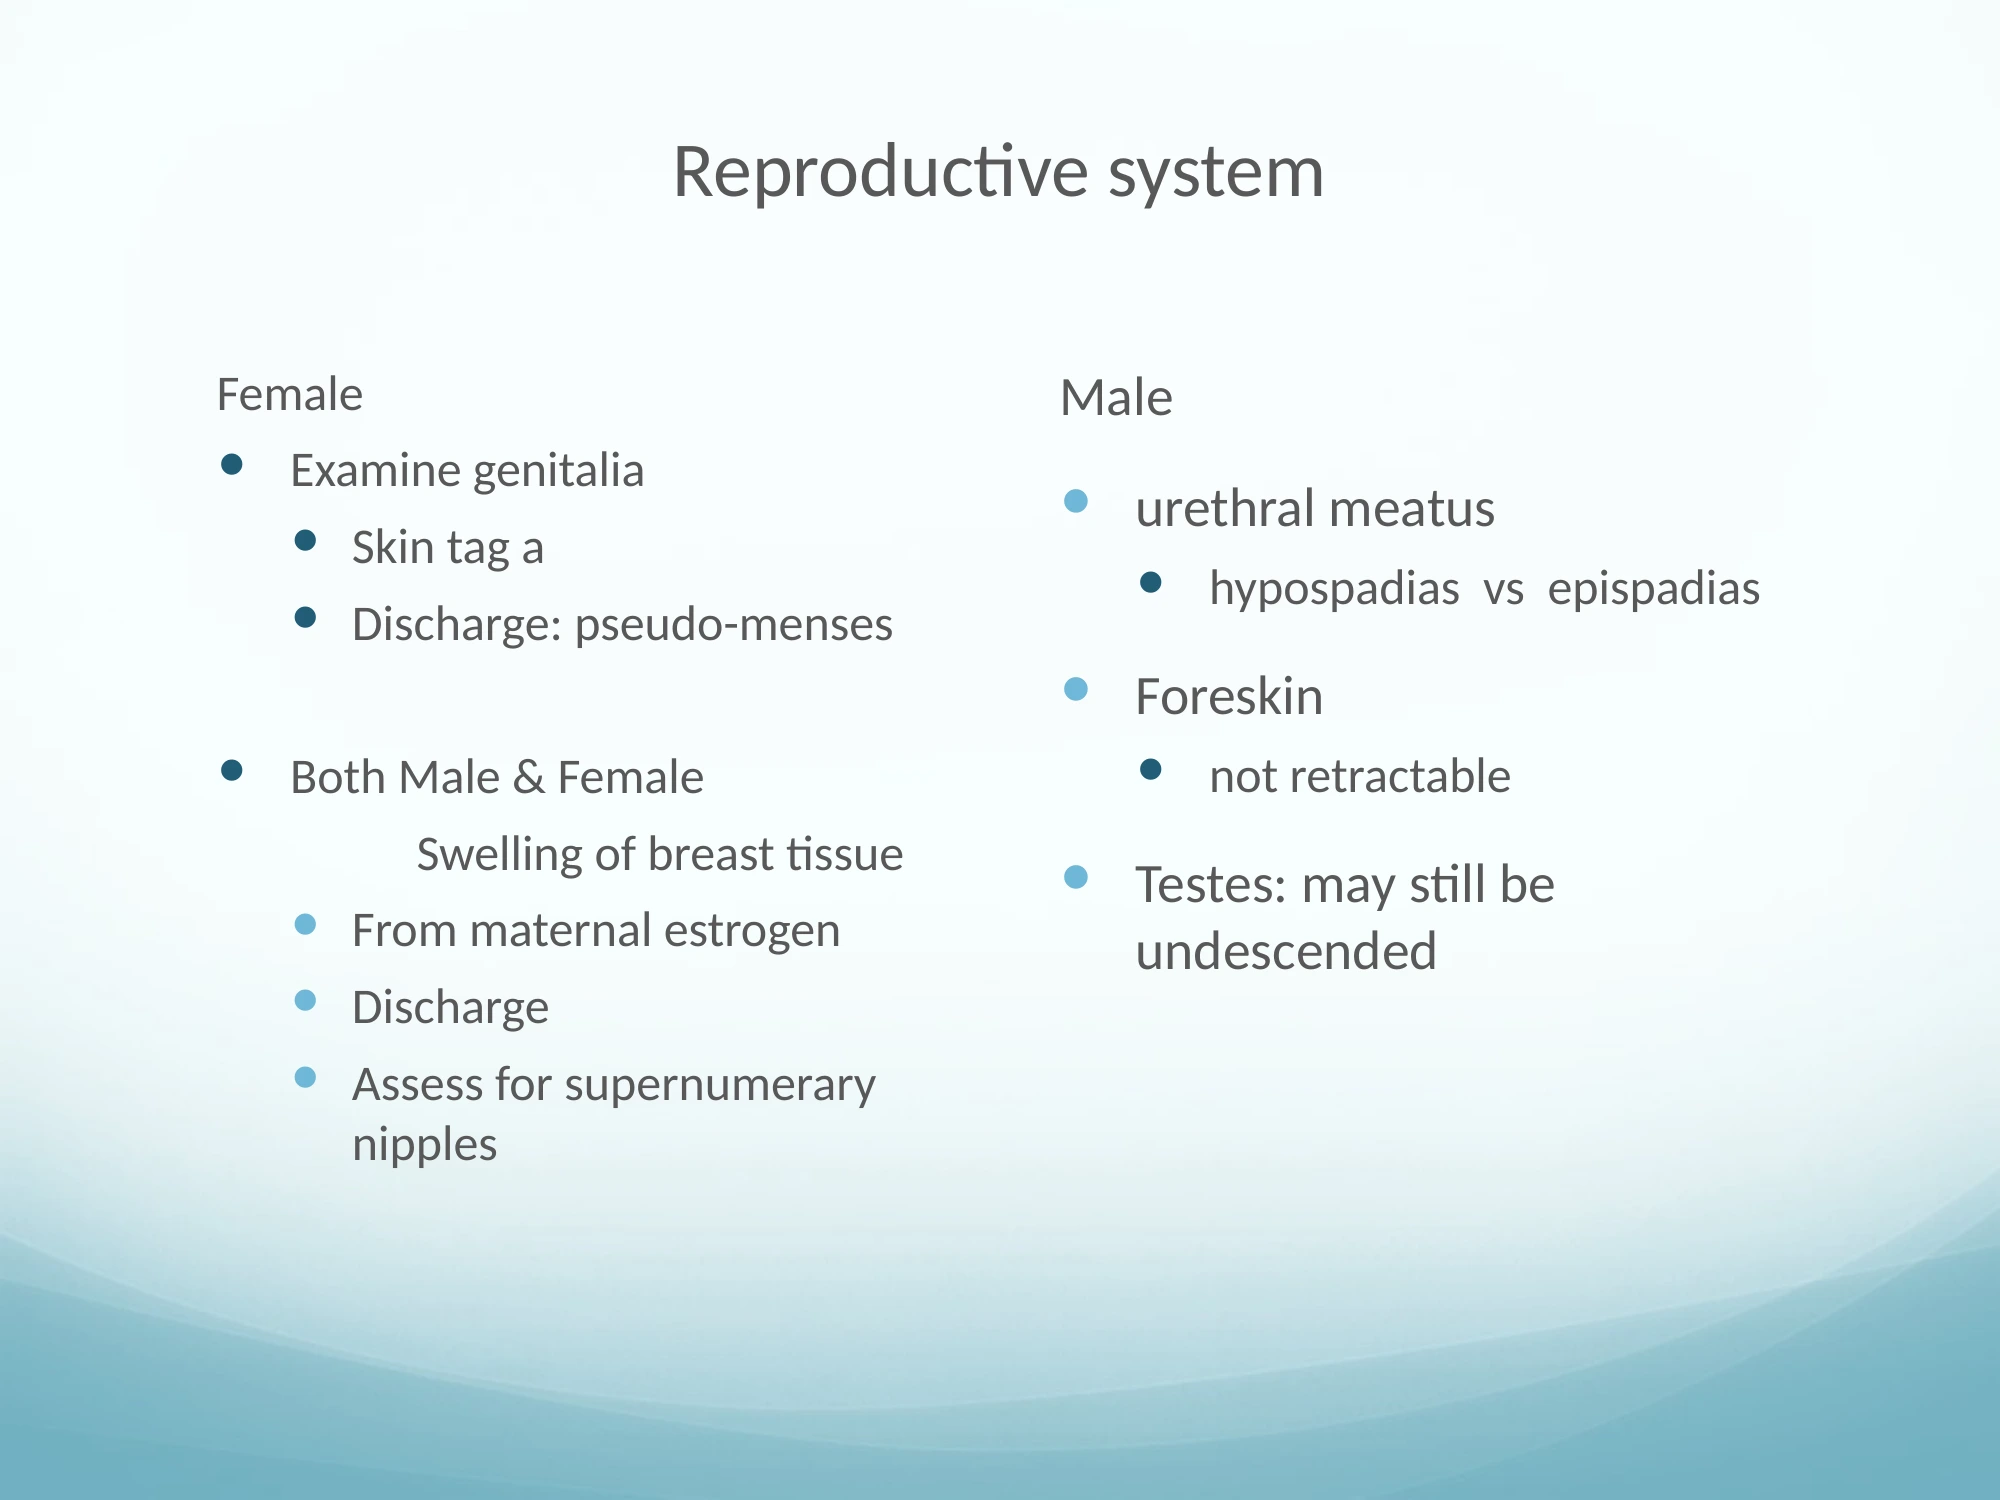 Reproductive system
Female
Examine genitalia
Skin tag a
Discharge: pseudo-menses
Both Male & Female
Swelling of breast tissue
From maternal estrogen
Discharge
Assess for supernumerary
nipples
Male
urethral meatus
hypospadias vs epispadias
Foreskin
not retractable
Testes: may still be
undescended